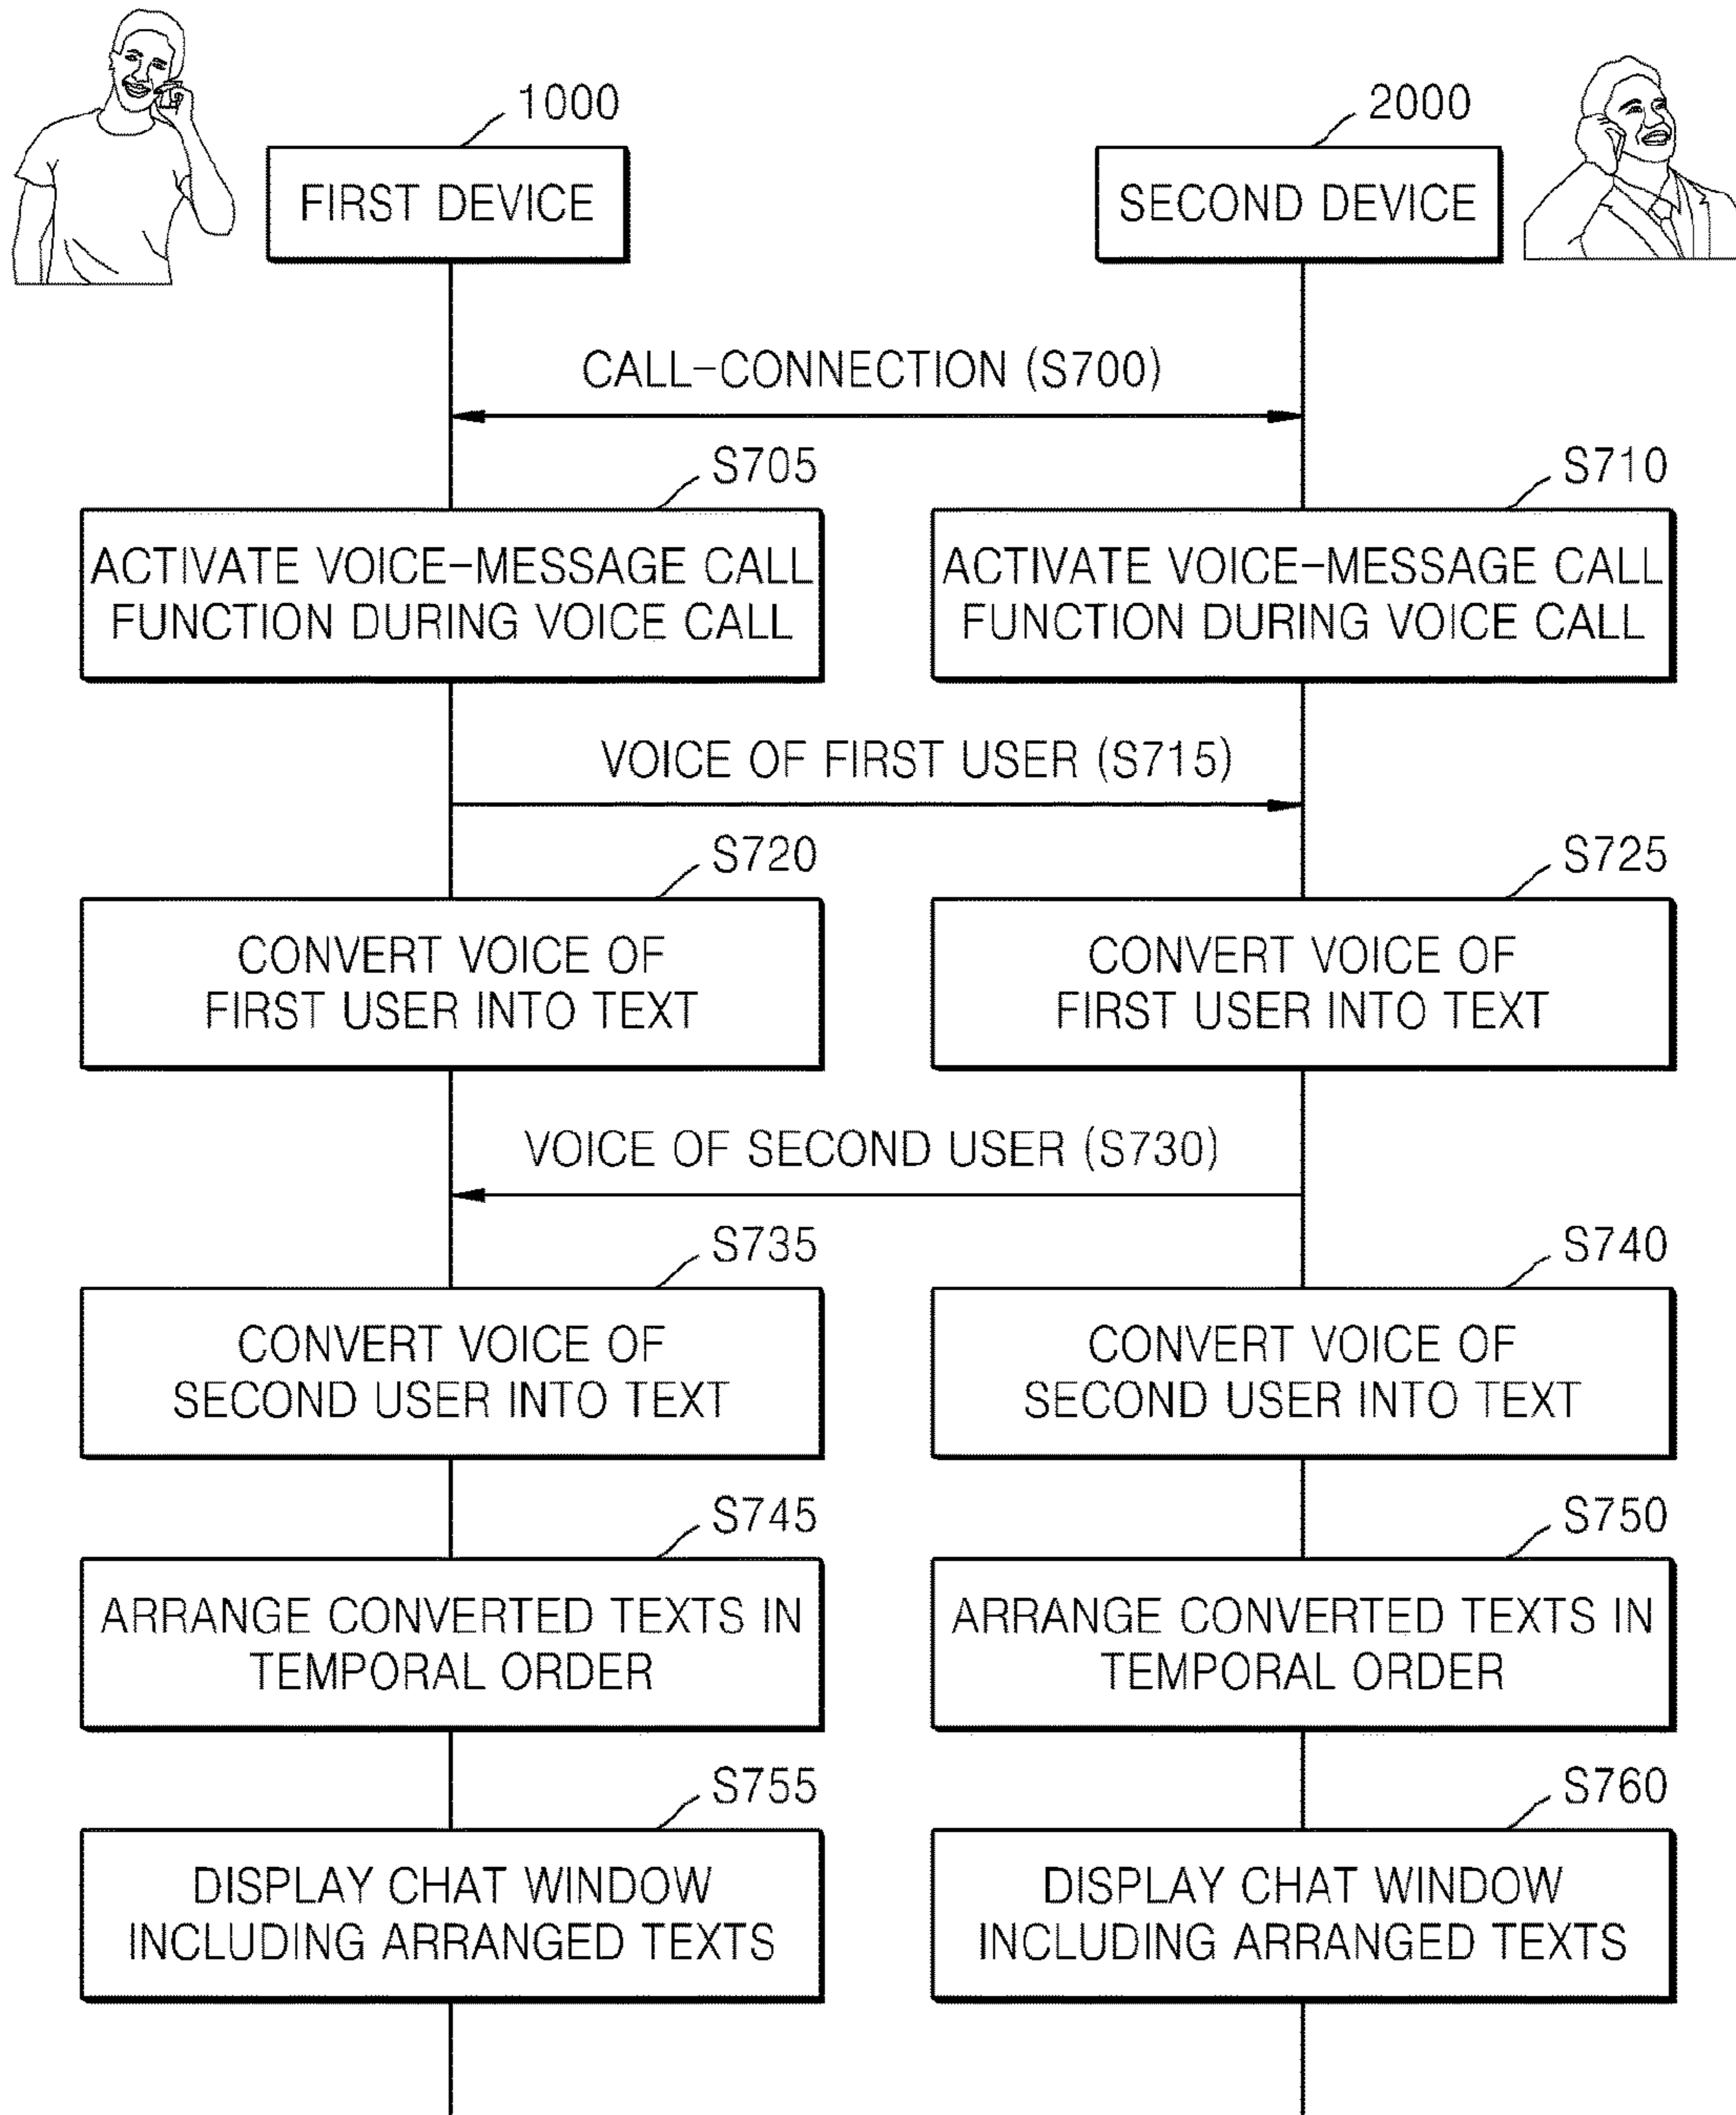 1000
2000
FIRST DEVICE
SECOND DEVICE
CALL-CONNECTION (S700)
S705
S710
ACTIVATE VOICE-MESSAGE CALL
FUNCTION DURING VOICE CALL
ACTIVATE VOICE-MESSAGE CALL
FUNCTION DURING VOICE CALL
VOICE OF FIRST USER (S715)
S720
S725
CONVERT VOICE OF
FIRST USER INTO TEXT
CONVERT VOICE OF
FIRST USER INTO TEXT
VOICE OF SECOND USER (S730)
S735
S740
CONVERT VOICE OF
SECOND USER INTO TEXT
CONVERT VOICE OF
SECOND USER INTO TEXT
S745
S750
ARRANGE CONVERTED TEXTS IN
TEMPORAL ORDER
ARRANGE CONVERTED TEXTS IN
TEMPORAL ORDER
S755
S760
DISPLAY CHAT WINDOW
INCLUDING ARRANGED TEXTS
DISPLAY CHAT WINDOW
INCLUDING ARRANGED TEXTS